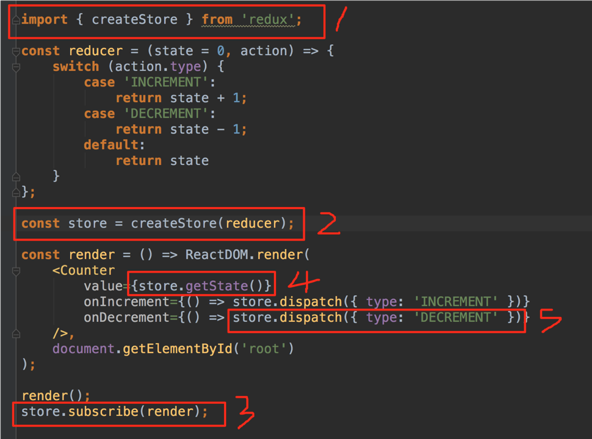 import { createStore } from 'redux'; 1
const reducer = (state = 0, action) => {
    switch (action.type) {
        case 'INCREMENT':
            return state + 1;
        case 'DECREMENT':
            return state - 1;
        default:
            return state
    }
};
const store = createStore(reducer); 2
const render = () => ReactDOM.render(
    <Counter
        value={store.getState()} 4
        onIncrement={() => store.dispatch({ type: 'INCREMENT' })}
        onDecrement={() => store.dispatch({ type: 'DECREMENT' })} 5
    />,
    document.getElementById('root')
);
render();
store.subscribe(render); 3